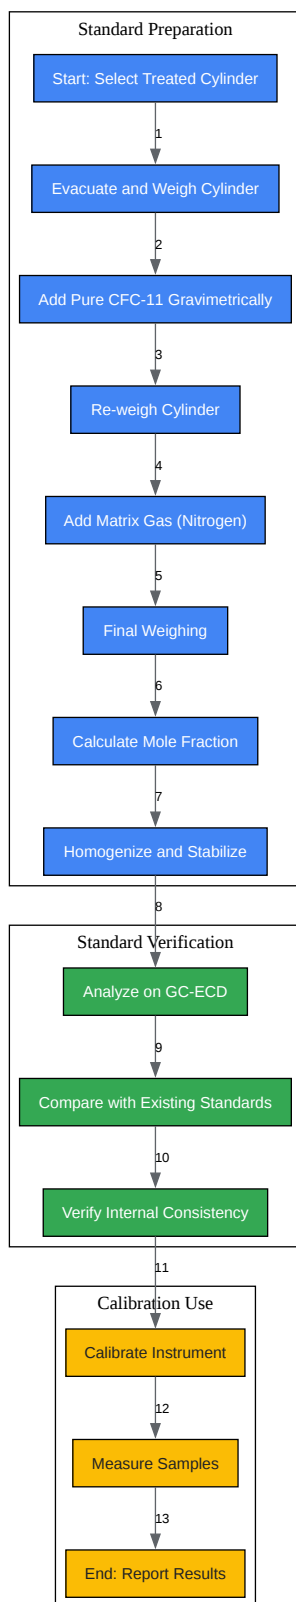 Standard Preparation
Start: Select Treated Cylinder
1
Evacuate and Weigh Cylinder
2
Add Pure CFC-11 Gravimetrically
3
Re-weigh Cylinder
4
Add Matrix Gas (Nitrogen)
5
Final Weighing
6
Calculate Mole Fraction
7
Homogenize and Stabilize
8
Standard Verification
Analyze on GC-ECD
9
Compare with Existing Standards
10
Verify Internal Consistency
11
Calibration Use
Calibrate Instrument
12
Measure Samples
13
End: Report Results